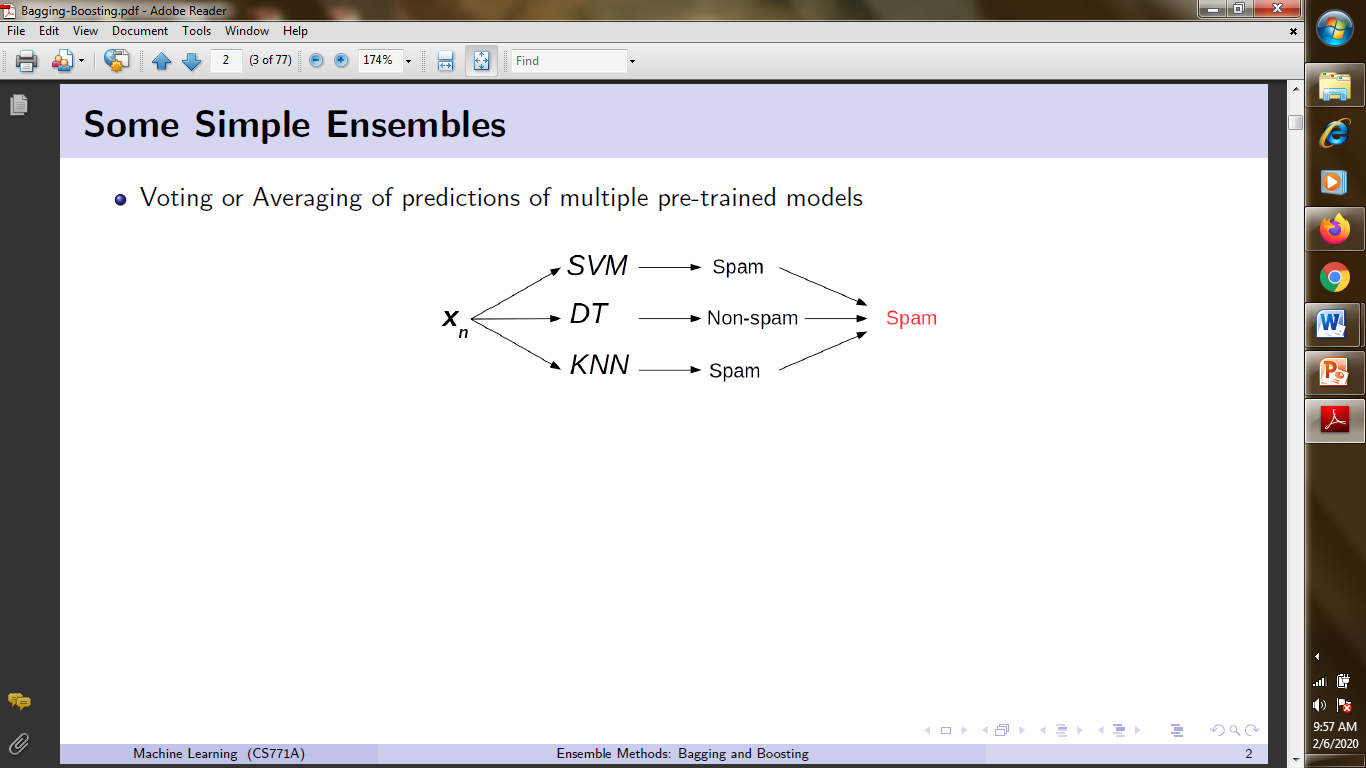 Bagging-Boosting.pdf - Adobe Reader
File Edit View Document Tools Window Help
2 (3 of 77) 174% Find
Some Simple Ensembles
Voting or Averaging of predictions of multiple pre-trained models
SVM Spam
xn DT Non-spam Spam
KNN Spam
Machine Learning (CS771A) Ensemble Methods: Bagging and Boosting 2
9:57 AM
2/6/2020